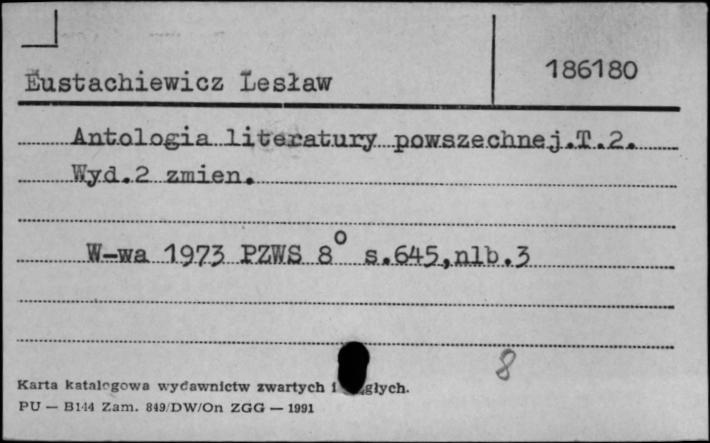 Eustachiewicz Lesław
186180
Antologia literatury powszechnej.T.2.
Wyd.2 zmien.
W-wa 1973 PZWS 8° s.645,nlb.3
8
Karta katalogowa wydawnictw zwartych i głych.
PU — B144 Zam. 849/DW/On ZGG — 1991